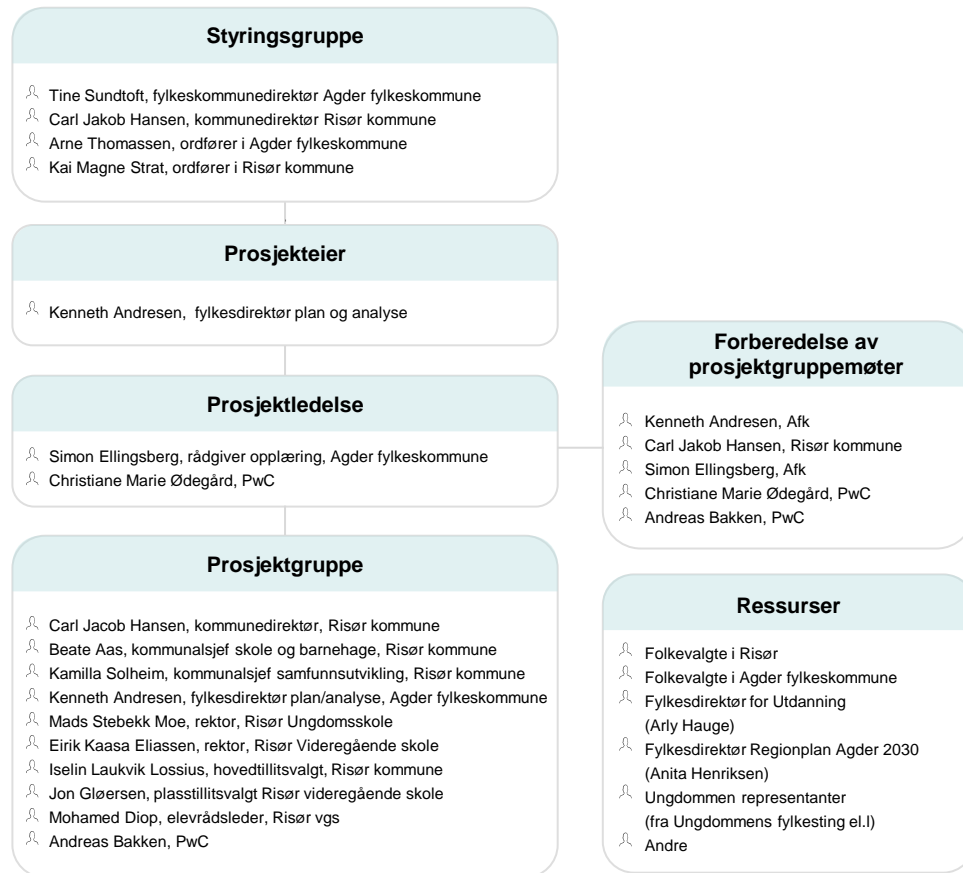 Styringsgruppe
Tine Sundtoft, fylkeskommunedirektør Agder fylkeskommune
Carl Jakob Hansen, kommunedirektør Risør kommune
Arne Thomassen, ordfører i Agder fylkeskommune
Kai Magne Strat, ordfører i Risør kommune
Prosjekteier
Kenneth Andresen, fylkesdirektør plan og analyse
Prosjektledelse
Simon Ellingsberg, rådgiver opplæring, Agder fylkeskommune
Christiane Marie Ødegård, PwC
Forberedelse av
prosjektgruppemøter
Kenneth Andresen, Afk
Carl Jakob Hansen, Risør kommune
Simon Ellingsberg, Afk
Christiane Marie Ødegård, PwC
Andreas Bakken, PwC
Prosjektgruppe
Carl Jacob Hansen, kommunedirektør, Risør kommune
Beate Aas, kommunalsjef skole og barnehage, Risør kommune
Kamilla Solheim, kommunalsjef samfunnsutvikling, Risør kommune
Kenneth Andresen, fylkesdirektør plan/analyse, Agder fylkeskommune
Mads Stebekk Moe, rektor, Risør Ungdomsskole
Eirik Kaasa Eliassen, rektor, Risør Videregående skole
Iselin Laukvik Lossius, hovedtillitsvalgt, Risør kommune
Jon Gløersen, plasstillitsvalgt Risør videregående skole
Mohamed Diop, elevrådsleder, Risør vgs
Andreas Bakken, PwC
Ressurser
Folkevalgte i Risør
Folkevalgte i Agder fylkeskommune
Fylkesdirektør for Utdanning
(Arly Hauge)
Fylkesdirektør Regionplan Agder 2030
(Anita Henriksen)
Ungdommen representanter
(fra Ungdommens fylkesting el.l)
Andre